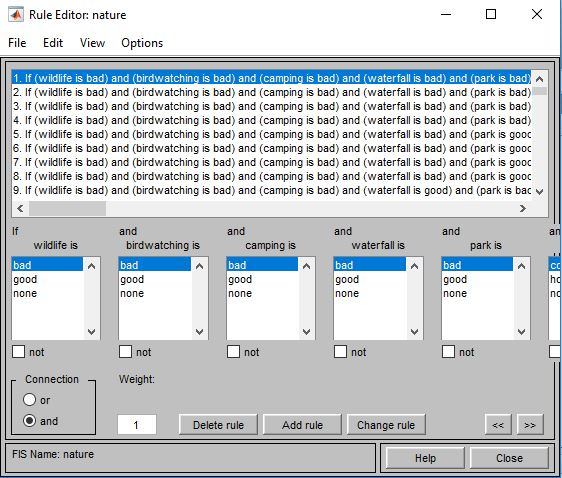 Rule Editor: nature
File Edit View Options
1. If (wildlife is bad) and (birdwatching is bad) and (camping is bad) and (waterfall is bad) and (park is bad)
2. If (wildlife is bad) and (birdwatching is bad) and (camping is bad) and (waterfall is bad) and (park is bad)
3. If (wildlife is bad) and (birdwatching is bad) and (camping is bad) and (waterfall is bad) and (park is bad)
4. If (wildlife is bad) and (birdwatching is bad) and (camping is bad) and (waterfall is bad) and (park is bad)
5. If (wildlife is bad) and (birdwatching is bad) and (camping is bad) and (waterfall is bad) and (park is good
6. If (wildlife is bad) and (birdwatching is bad) and (camping is bad) and (waterfall is bad) and (park is good
7. If (wildlife is bad) and (birdwatching is bad) and (camping is bad) and (waterfall is bad) and (park is good
8. If (wildlife is bad) and (birdwatching is bad) and (camping is bad) and (waterfall is bad) and (park is good
9. If (wildlife is bad) and (birdwatching is bad) and (camping is bad) and (waterfall is good) and (park is bad
If and and and and an
wildlife is birdwatching is camping is waterfall is park is
bad bad bad bad bad co
good good good good good ho
none none none none none no
not not not not not
Connection Weight:
or
and 1 Delete rule Add rule Change rule << >>
FIS Name: nature Help Close